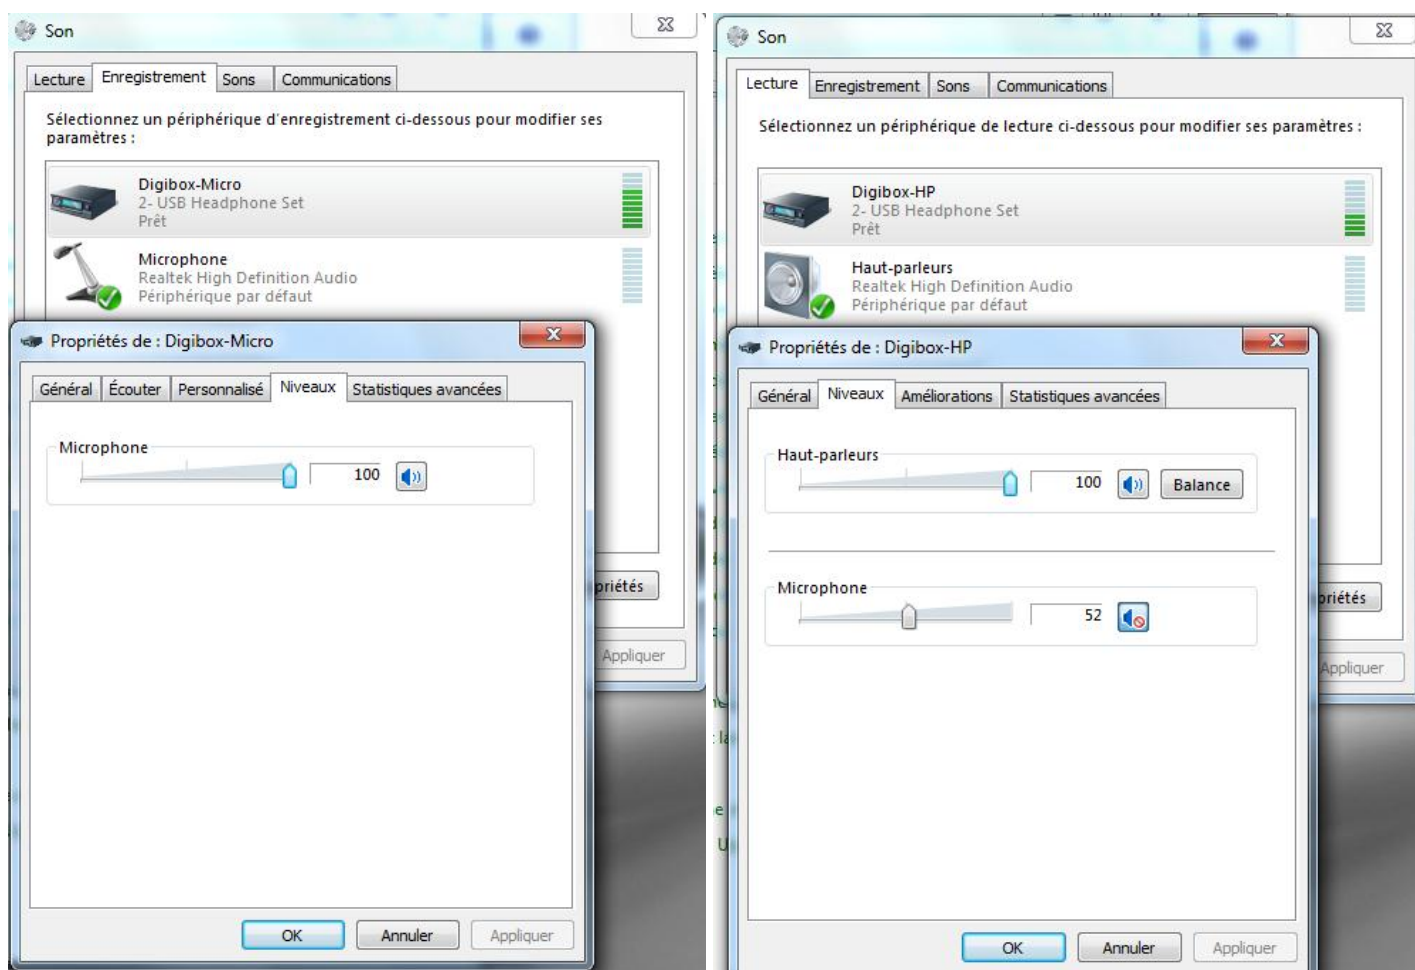 Son
Lecture Enregistrement Sons Communications
Sélectionnez un périphérique d'enregistrement ci-dessous pour modifier ses
paramètres :
Digibox-Micro
2- USB Headphone Set
Prêt
Microphone
Realtek High Definition Audio
Périphérique par défaut
Propriétés de : Digibox-Micro
Général Écouter Personnalisé Niveaux Statistiques avancées
Microphone
100
priétés
Appliquer
OK Annuler Appliquer
Son
Lecture Enregistrement Sons Communications
Sélectionnez un périphérique de lecture ci-dessous pour modifier ses paramètres :
Digibox-HP
2- USB Headphone Set
Prêt
Haut-parleurs
Realtek High Definition Audio
Périphérique par défaut
Propriétés de : Digibox-HP
Général Niveaux Améliorations Statistiques avancées
Haut-parleurs
100 Balance
Microphone
52
priétés
Appliquer
OK Annuler Appliquer